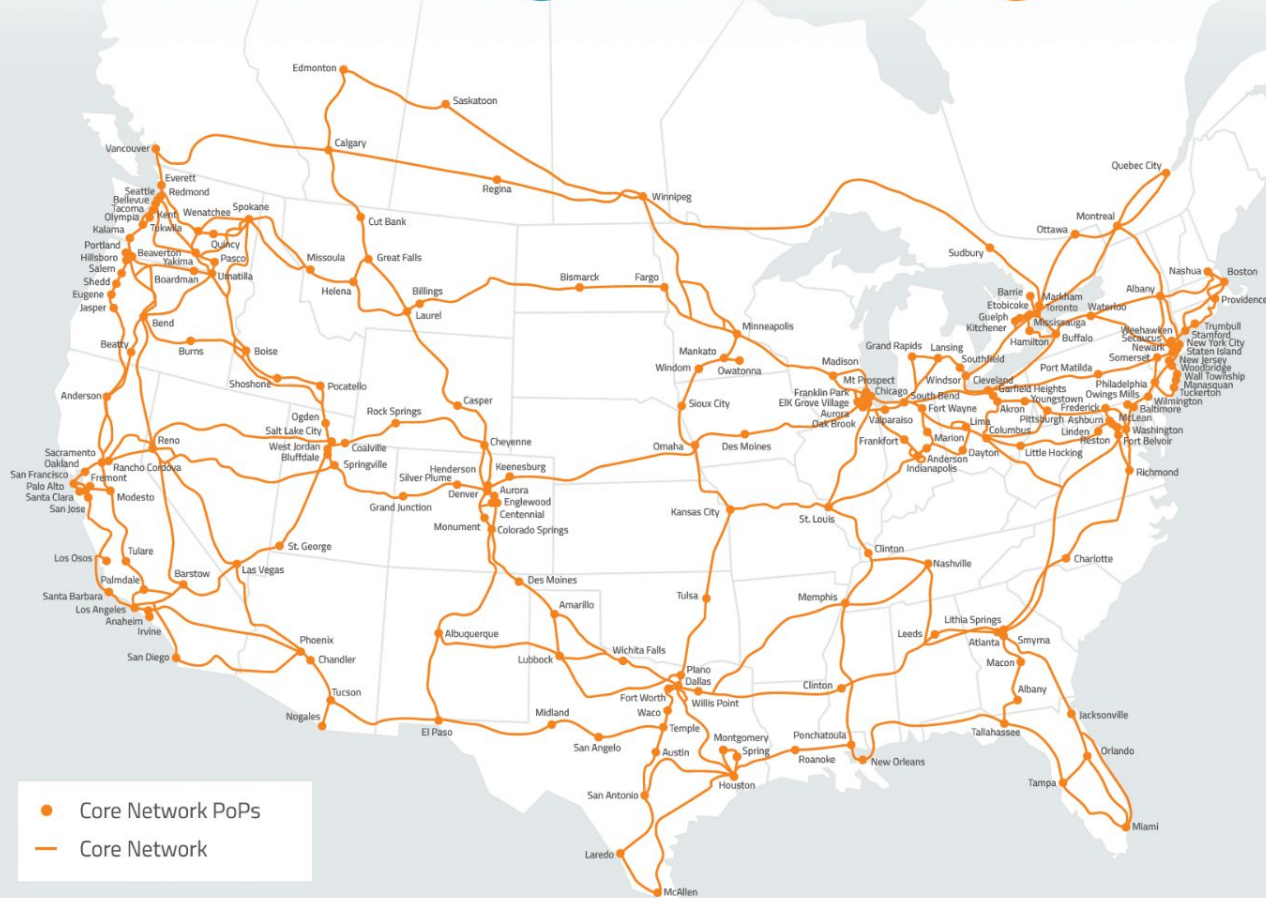 Edmonton
Saskatoon
Calgary
Vancouver
Regina
Winnipeg
Quebec City
Everett
Seattle
Redmond
Bellevue
Tacoma
Kent
Olympia
Tukwila
Wenatchee
Spokane
Cut Bank
Montreal
Ottawa
Sudbury
Kalama
Quincy
Portland
Beaverton
Hillsboro
Yakima
Pasco
Salem
Boardman
Umatilla
Missoula
Great Falls
Helena
Billings
Laurel
Bismarck
Fargo
Shedd
Eugene
Jasper
Bend
Nashua
Boston
Albany
Providence
Barrie
Markham
Etobicoke
Toronto
Waterloo
Guelph
Mississauga
Kitchener
Hamilton
Buffalo
Weehawken
Trumbull
Secaucus
Stamford
Newark
New York City
Somerset
Staten Island
New Jersey
Woodbridge
Wall Township
Manasquan
Tuckerton
Minneapolis
Mankato
Owatonna
Windom
Beatty
Burns
Boise
Shoshone
Pocatello
Grand Rapids
Lansing
Southfield
Madison
Windsor
Cleveland
Port Matilda
Philadelphia
Mt Prospect
Chicago
Franklin Park
ElK Grove Village
Aurora
Oak Brook
South Bend
Garfield Heights
Youngstown
Owings Mills
Wilmington
Akron
Frederick
Baltimore
Pittsburgh
McLean
Ashburn
Valparaiso
Fort Wayne
Lima
Columbus
Linden
Washington
Reston
Fort Belvoir
Frankfort
Marion
Anderson
Dayton
Little Hocking
Indianapolis
Richmond
Anderson
Casper
Sioux City
Rock Springs
Ogden
Salt Lake City
West Jordan
Coalville
Bluffdale
Springville
Cheyenne
Omaha
Des Moines
Reno
Sacramento
Oakland
Rancho Cordova
San Francisco
Fremont
Palo Alto
Santa Clara
Modesto
San Jose
Henderson
Keenesburg
Silver Plume
Denver
Aurora
Englewood
Grand Junction
Centennial
Monument
Colorado Springs
Kansas City
St. Louis
St. George
Los Osos
Tulare
Las Vegas
Clinton
Nashville
Charlotte
Palmdale
Barstow
Santa Barbara
Los Angeles
Anaheim
Irvine
Des Moines
Amarillo
Tulsa
Memphis
Lithia Springs
Leeds
Atlanta
Smyrna
Macon
San Diego
Phoenix
Chandler
Albuquerque
Lubbock
Wichita Falls
Plano
Dallas
Fort Worth
Willis Point
Clinton
Albany
Tucson
Nogales
El Paso
Midland
Waco
Temple
San Angelo
Austin
Montgomery
Spring
Ponchatoula
Roanoke
New Orleans
Tallahassee
Jacksonville
Orlando
Houston
San Antonio
Tampa
Miami
Laredo
McAllen
Core Network PoPs
Core Network